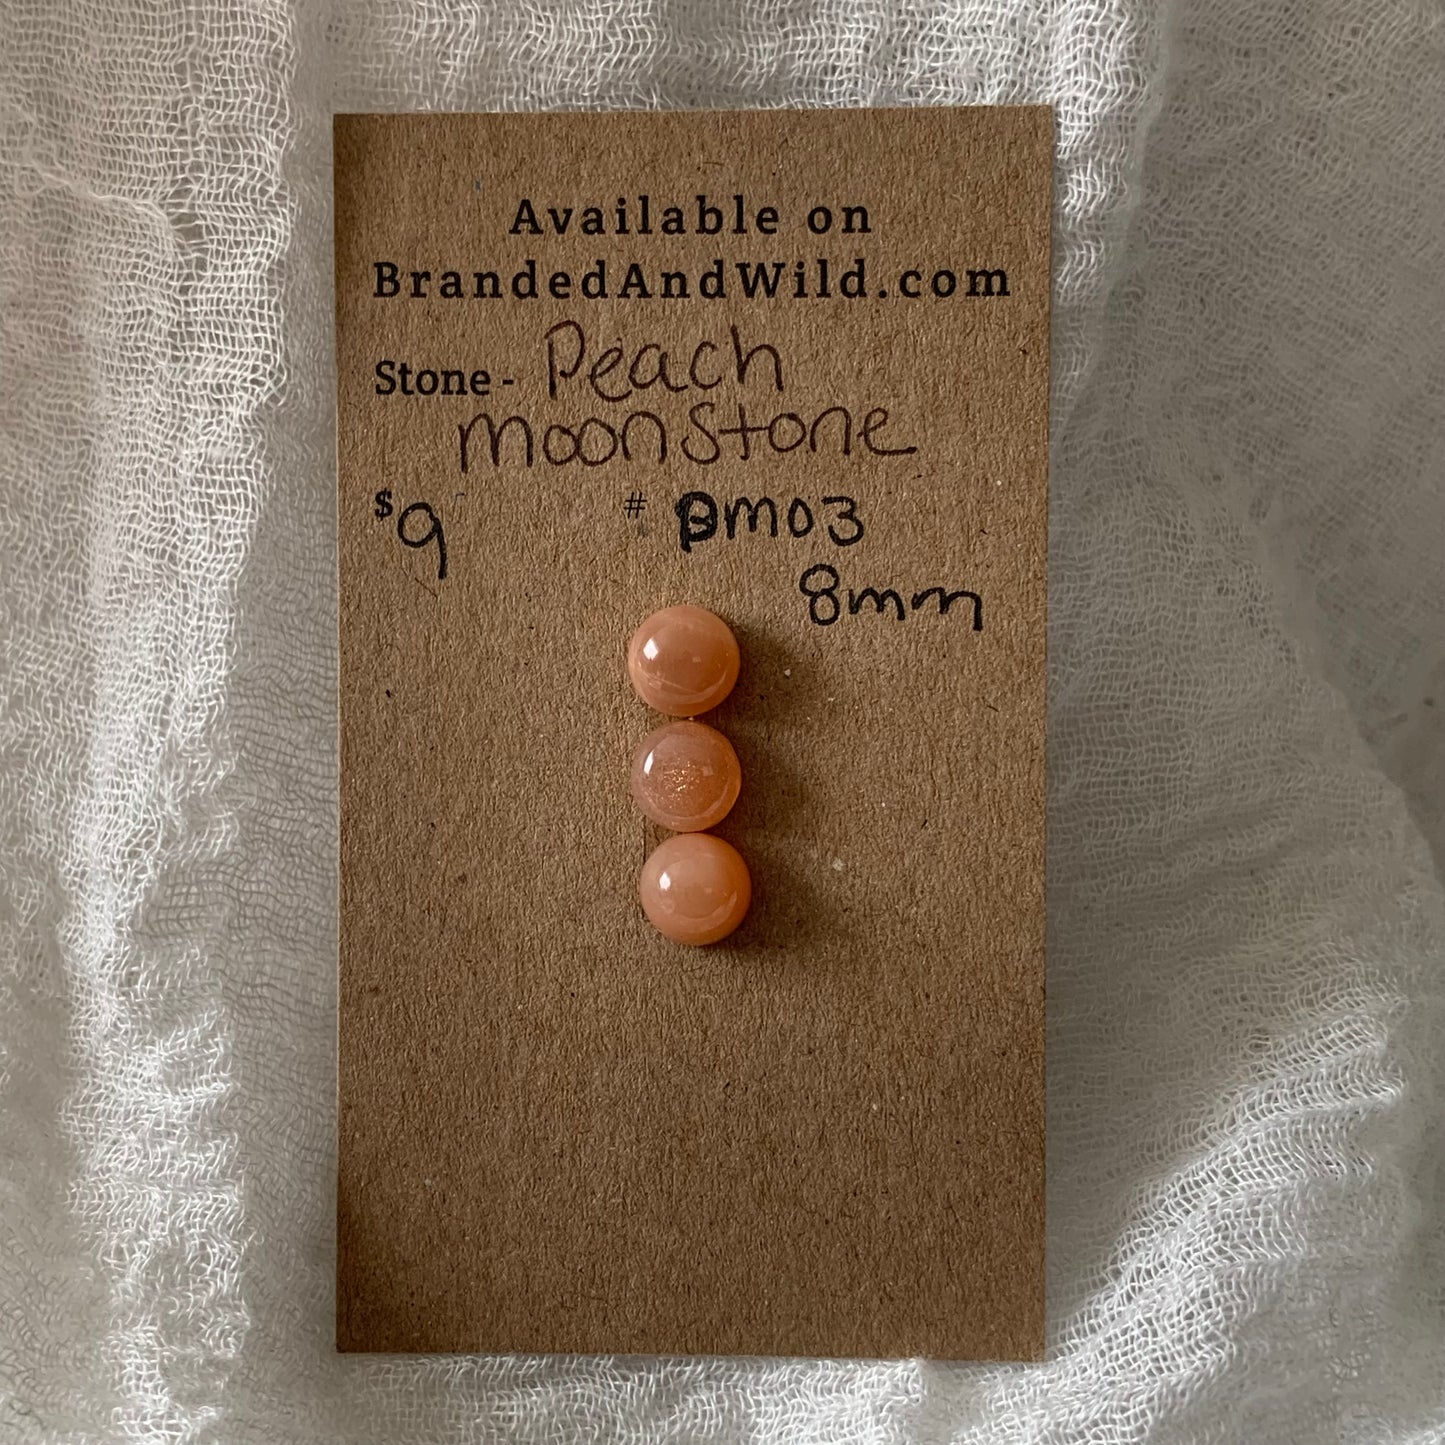 Available on
BrandedAndWild.com
Stone - Peach
moonstone
$9 # PM03
8mm